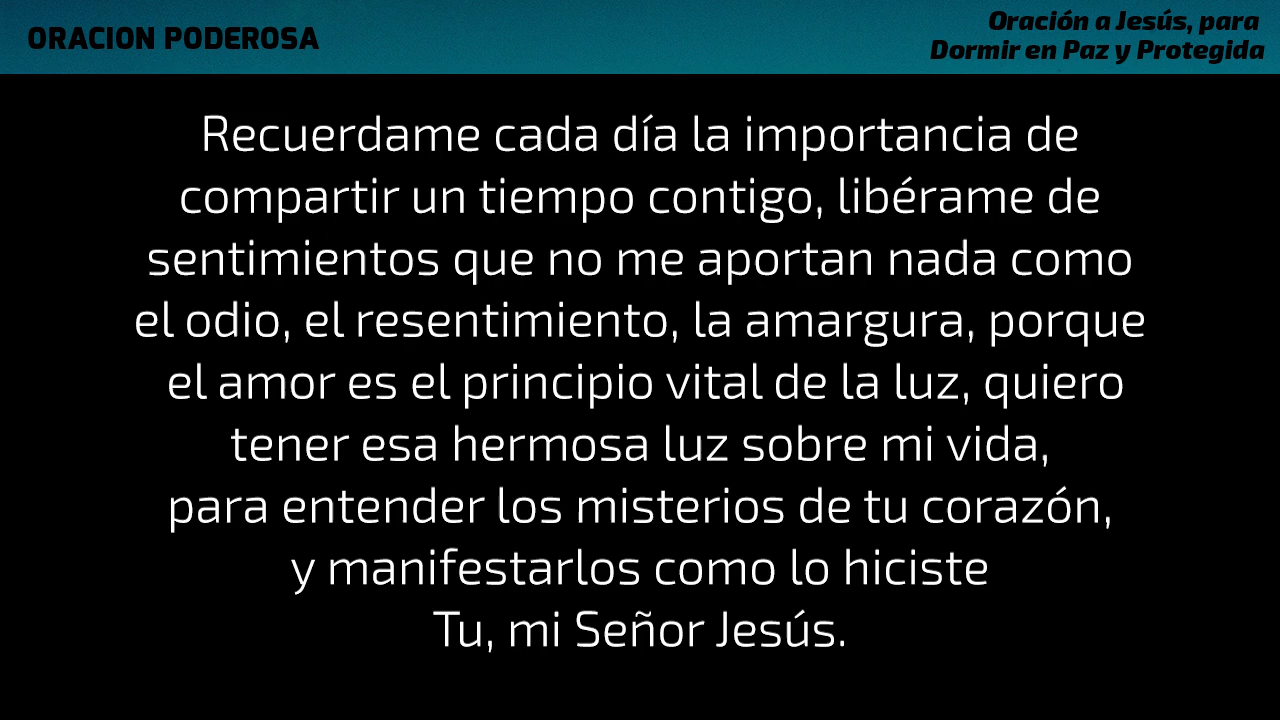 ORACION PODEROSA
Oración a Jesús, para
Dormir en Paz y Protegida
Recuerdame cada día la importancia de
compartir un tiempo contigo, libérame de
sentimientos que no me aportan nada como
el odio, el resentimiento, la amargura, porque
el amor es el principio vital de la luz, quiero
tener esa hermosa luz sobre mi vida,
para entender los misterios de tu corazón,
y manifestarlos como lo hiciste
Tu, mi Señor Jesús.